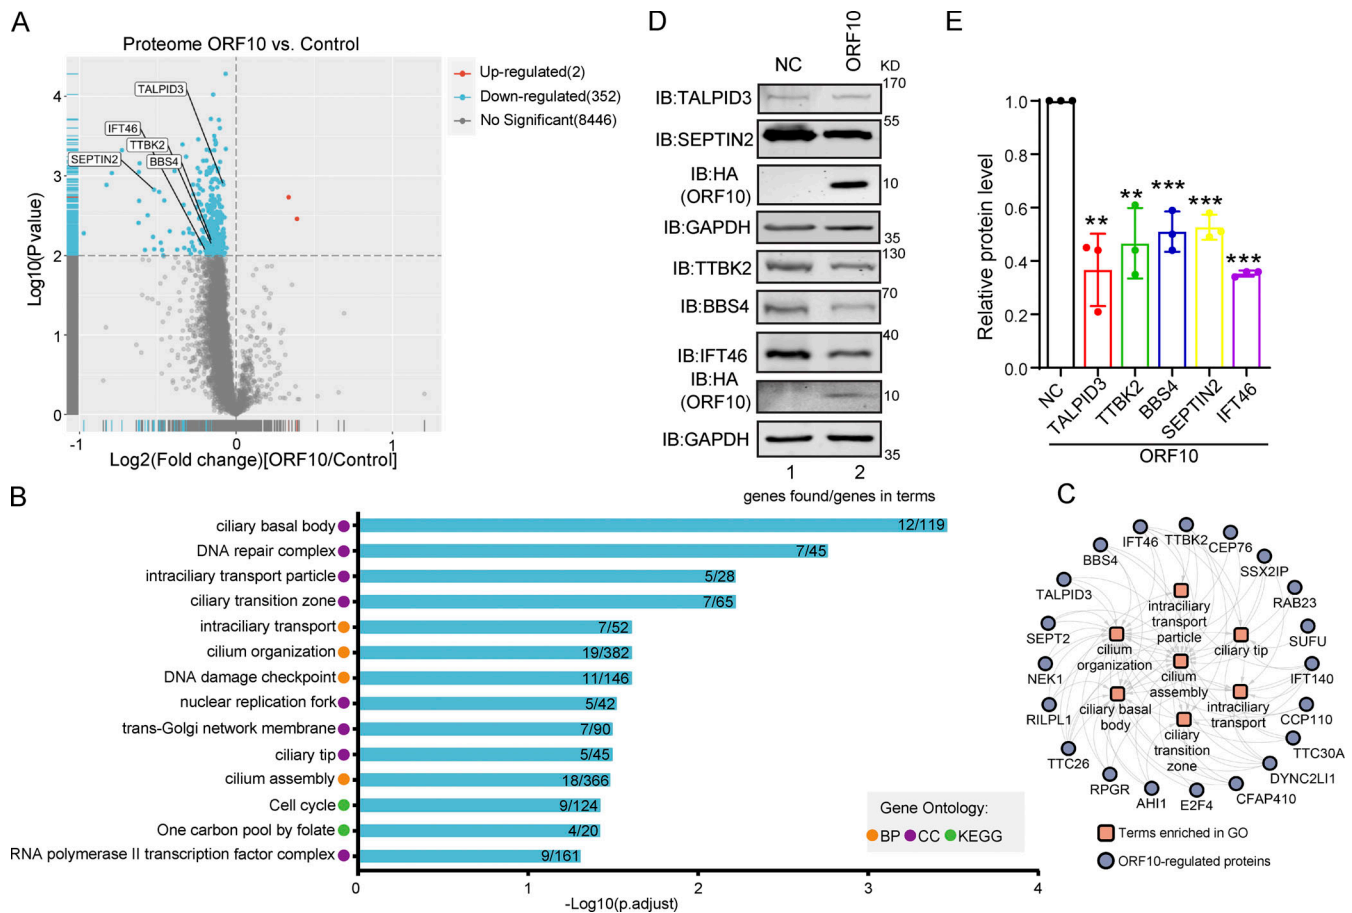 A
Proteome ORF10 vs. Control
Up-regulated(2)
Down-regulated(352)
No Significant(8446)
TALPID3
IFT46
TTBK2
SEPTIN2
BBS4
Log10(P value)
4
3
2
1
0
-1
0
1
Log2(Fold change)[ORF10/Control]
D
NC
ORF10
KD
IB:TALPID3
170
IB:SEPTIN2
55
IB:HA
(ORF10)
10
IB:GAPDH
35
IB:TTBK2
130
IB:BBS4
70
IB:IFT46
40
IB:HA
(ORF10)
10
IB:GAPDH
35
1
2
E
Relative protein level
1.0
0.8
0.6
0.4
0.2
0.0
**
**
***
***
***
NC
TALPID3
TTBK2
BBS4
SEPTIN2
IFT46
ORF10
B
genes found/genes in terms
ciliary basal body
12/119
DNA repair complex
7/45
intraciliary transport particle
5/28
ciliary transition zone
7/65
intraciliary transport
7/52
cilium organization
19/382
DNA damage checkpoint
11/146
nuclear replication fork
5/42
trans-Golgi network membrane
7/90
ciliary tip
5/45
cilium assembly
18/366
Cell cycle
9/124
One carbon pool by folate
4/20
RNA polymerase II transcription factor complex
9/161
Gene Ontology:
BP
CC
KEGG
0
1
2
3
4
-Log10(p.adjust)
C
IFT46
TTBK2
CEP76
BBS4
SSX2IP
TALPID3
RAB23
SEPT2
SUFU
NEK1
IFT140
RILPL1
CCP110
TTC26
TTC30A
RPGR
DYNC2LI1
AHI1
E2F4
CFAP410
intraciliary
transport
particle
cilium
organization
ciliary tip
cilium
assembly
ciliary basal
body
intraciliary
transport
ciliary
transition
zone
Terms enriched in GO
ORF10-regulated proteins